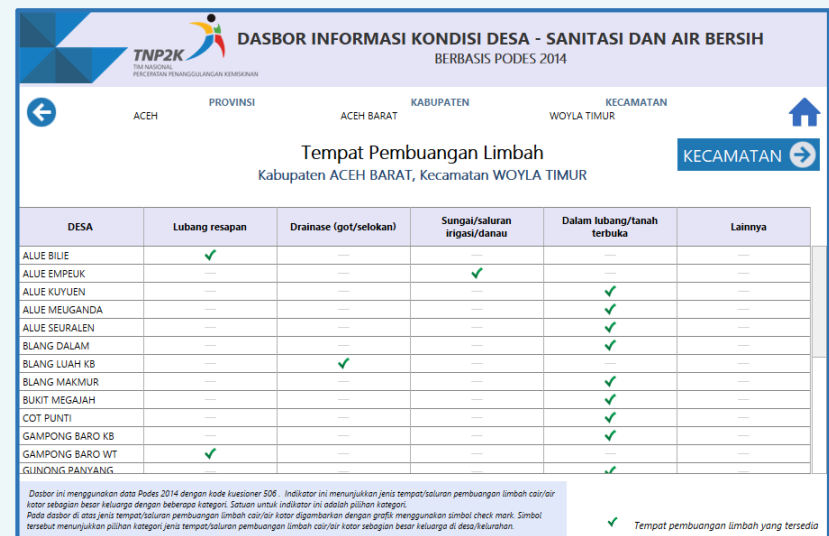 TNP2K
TIM NASIONAL
PERCEPATAN PENANGGULANGAN KEMISKINAN
DASBOR INFORMASI KONDISI DESA - SANITASI DAN AIR BERSIH
BERBASIS PODES 2014
PROVINSI KABUPATEN KECAMATAN
ACEH ACEH BARAT WOYLA TIMUR
Tempat Pembuangan Limbah
Kabupaten ACEH BARAT, Kecamatan WOYLA TIMUR
KECAMATAN
DESA Lubang resapan Drainase (got/selokan) Sungai/saluran irigasi/danau Dalam lubang/tanah terbuka Lainnya
ALUE BILIE
ALUE EMPEUK
ALUE KUYUEN
ALUE MEUGANDA
ALUE SEURALEN
BLANG DALAM
BLANG LUAH KB
BLANG MAKMUR
BUKIT MEGAJAH
COT PUNTI
GAMPONG BARO KB
GAMPONG BARO WT
GUNONG PANYANG
Dasbor ini menggunakan data Podes 2014 dengan kode kuesioner 506 . Indikator ini menunjukkan jenis tempat/saluran pembuangan limbah cair/air
kotor sebagian besar keluarga dengan beberapa kategori. Satuan untuk indikator ini adalah pilihan kategori.
Pada dasbor di atas jenis tempat/saluran pembuangan limbah cair/air kotor digambarkan dengan grafik menggunakan simbol check mark. Simbol
tersebut menunjukkan pilihan kategori jenis tempat/saluran pembuangan limbah cair/air kotor sebagian besar keluarga di desa/kelurahan.
Tempat pembuangan limbah yang tersedia